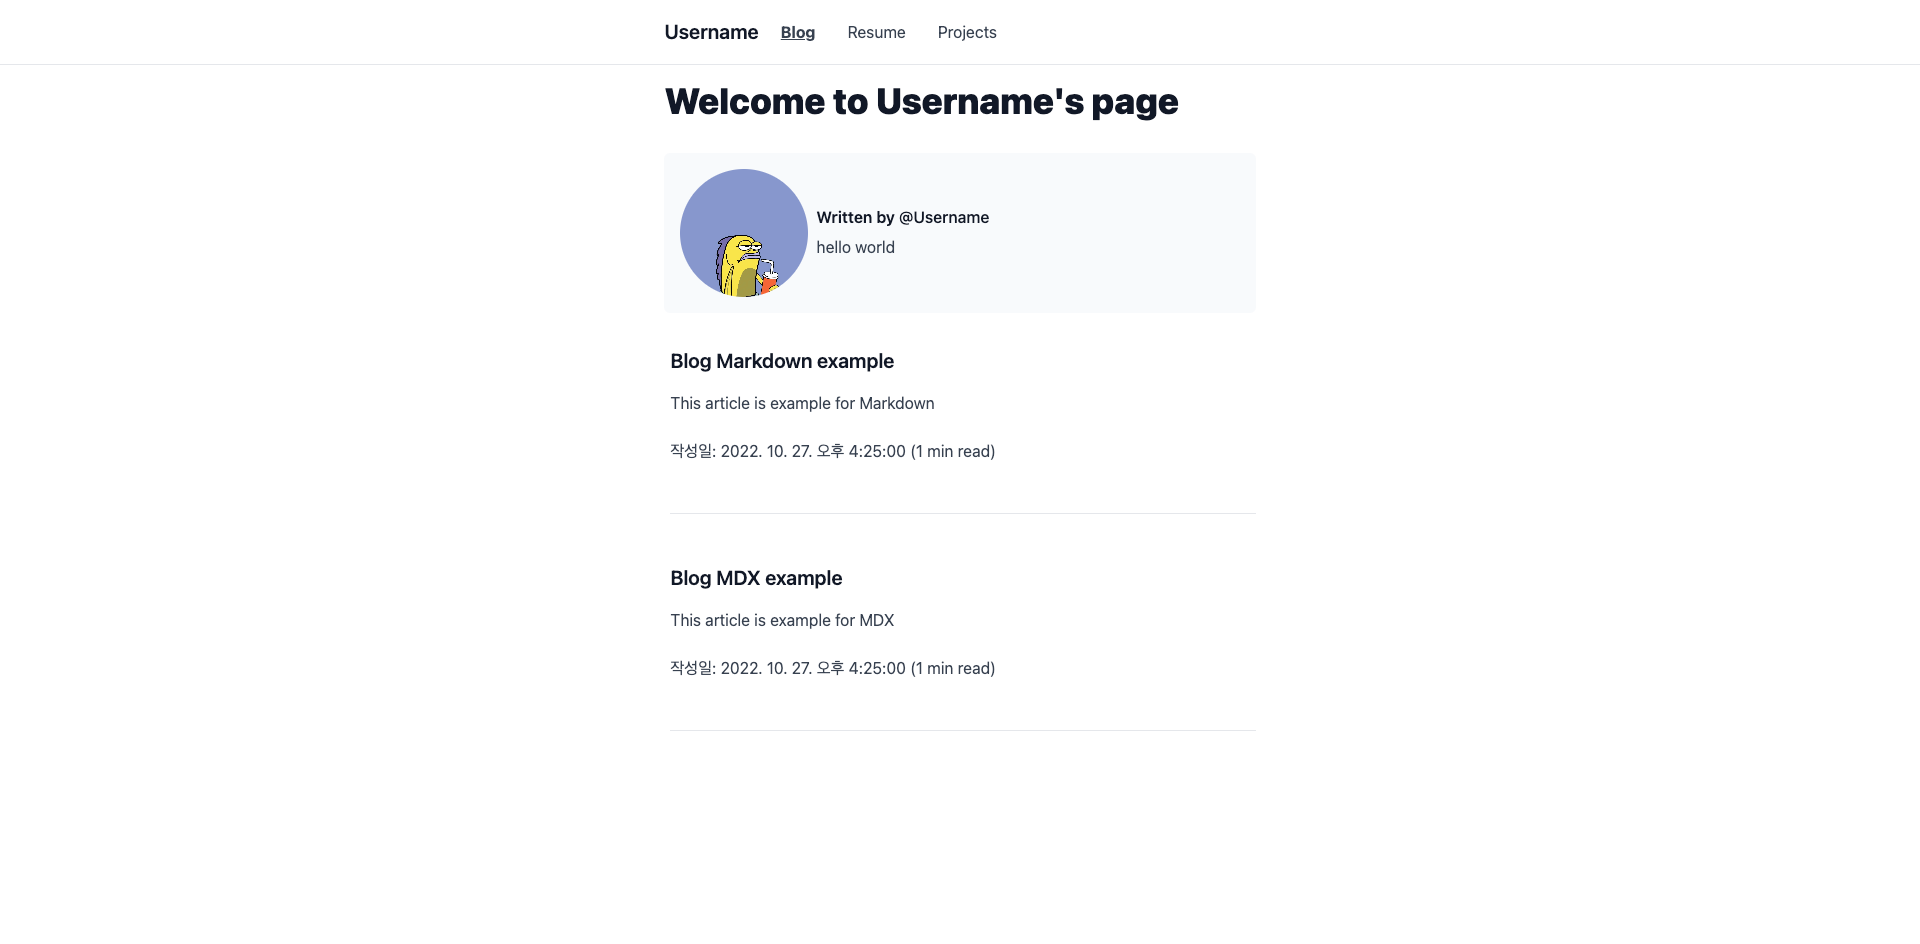 Username Blog Resume Projects
Welcome to Username's page
Written by @Username
hello world
Blog Markdown example
This article is example for Markdown
작성일: 2022. 10. 27. 오후 4:25:00 (1 min read)
Blog MDX example
This article is example for MDX
작성일: 2022. 10. 27. 오후 4:25:00 (1 min read)